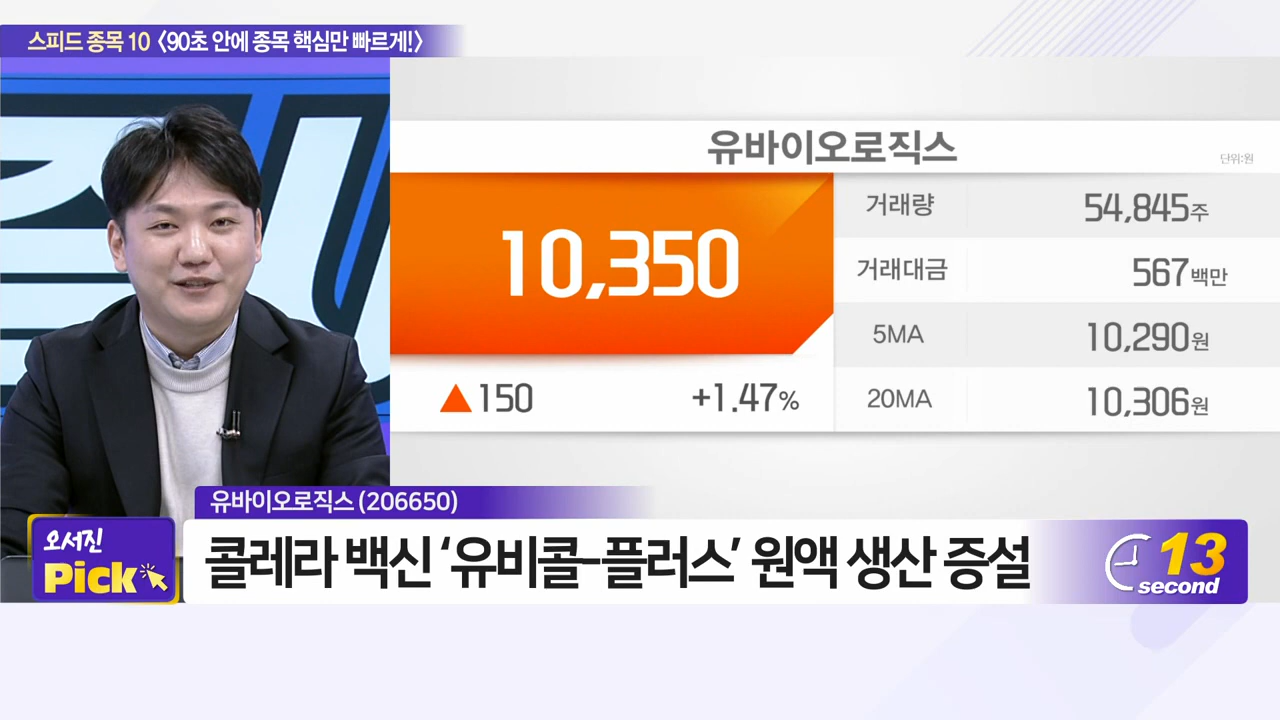 스피드 종목 10 〈90초 안에 종목 핵심만 빠르게!〉
유바이오로직스
단위:원
10,350
▲150 +1.47%
거래량 54,845주
거래대금 567백만
5MA 10,290원
20MA 10,306원
유바이오로직스 (206650)
오서진
Pick
콜레라 백신 ‘유비콜-플러스’ 원액 생산 증설
13
second